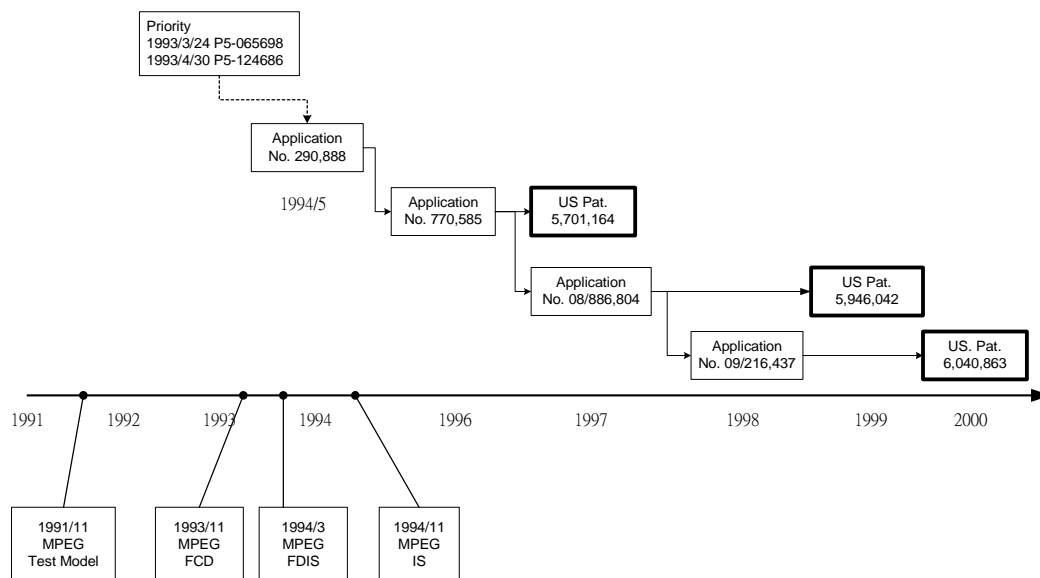 Priority
1993/3/24 P5-065698
1993/4/30 P5-124686
Application
No. 290,888
1994/5
Application
No. 770,585
US Pat.
5,701,164
Application
No. 08/886,804
US Pat.
5,946,042
Application
No. 09/216,437
US. Pat.
6,040,863
1991
1992
1993
1994
1996
1997
1998
1999
2000
1991/11
MPEG
Test Model
1993/11
MPEG
FCD
1994/3
MPEG
FDIS
1994/11
MPEG
IS